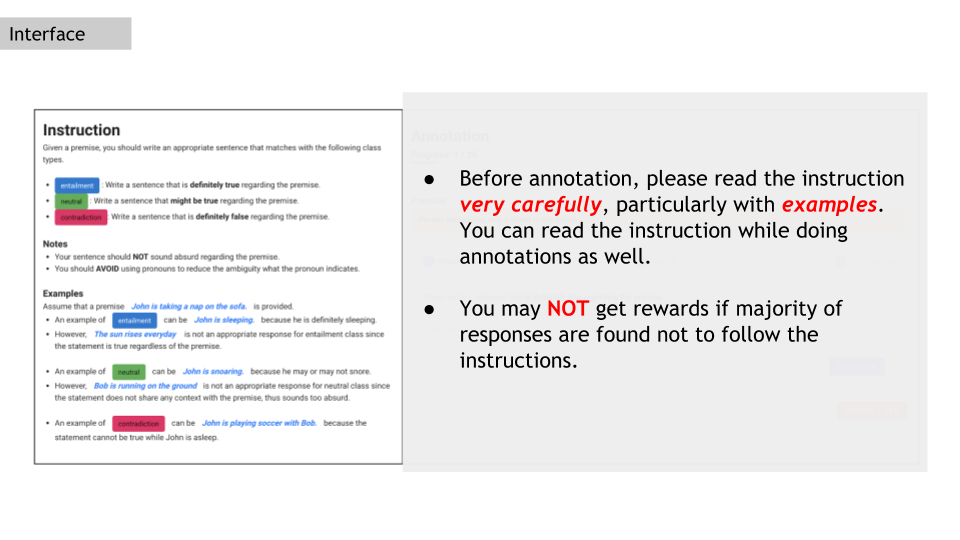 Interface
Instruction
Given a premise, you should write an appropriate sentence that matches with the following class
types.
• entailment : Write a sentence that is definitely true regarding the premise.
• neutral : Write a sentence that might be true regarding the premise.
• contradiction Write a sentence that is definitely false regarding the premise.
Notes
• Your sentence should NOT sound absurd regarding the premise.
• You should AVOID using pronouns to reduce the ambiguity what the pronoun indicates.
Examples
Assume that a premise John is taking a nap on the sofa. is provided.
• An example of entailment can be John is sleeping. because he is definitely sleeping.
• However, The sun rises everyday is not an appropriate response for entailment class since
the statement is true regardless of the premise.
• An example of neutral can be John is snoaring. because he may or may not snore.
• However, Bob is running on the ground is not an appropriate response for neutral class since
the statement does not share any context with the premise, thus sounds too absurd.
• An example of contradiction can be John is playing soccer with Bob. because the
statement cannot be true while John is asleep.
Annotation
● Before annotation, please read the instruction
very carefully, particularly with examples.
You can read the instruction while doing
annotations as well.
● You may NOT get rewards if majority of
responses are found not to follow the
instructions.